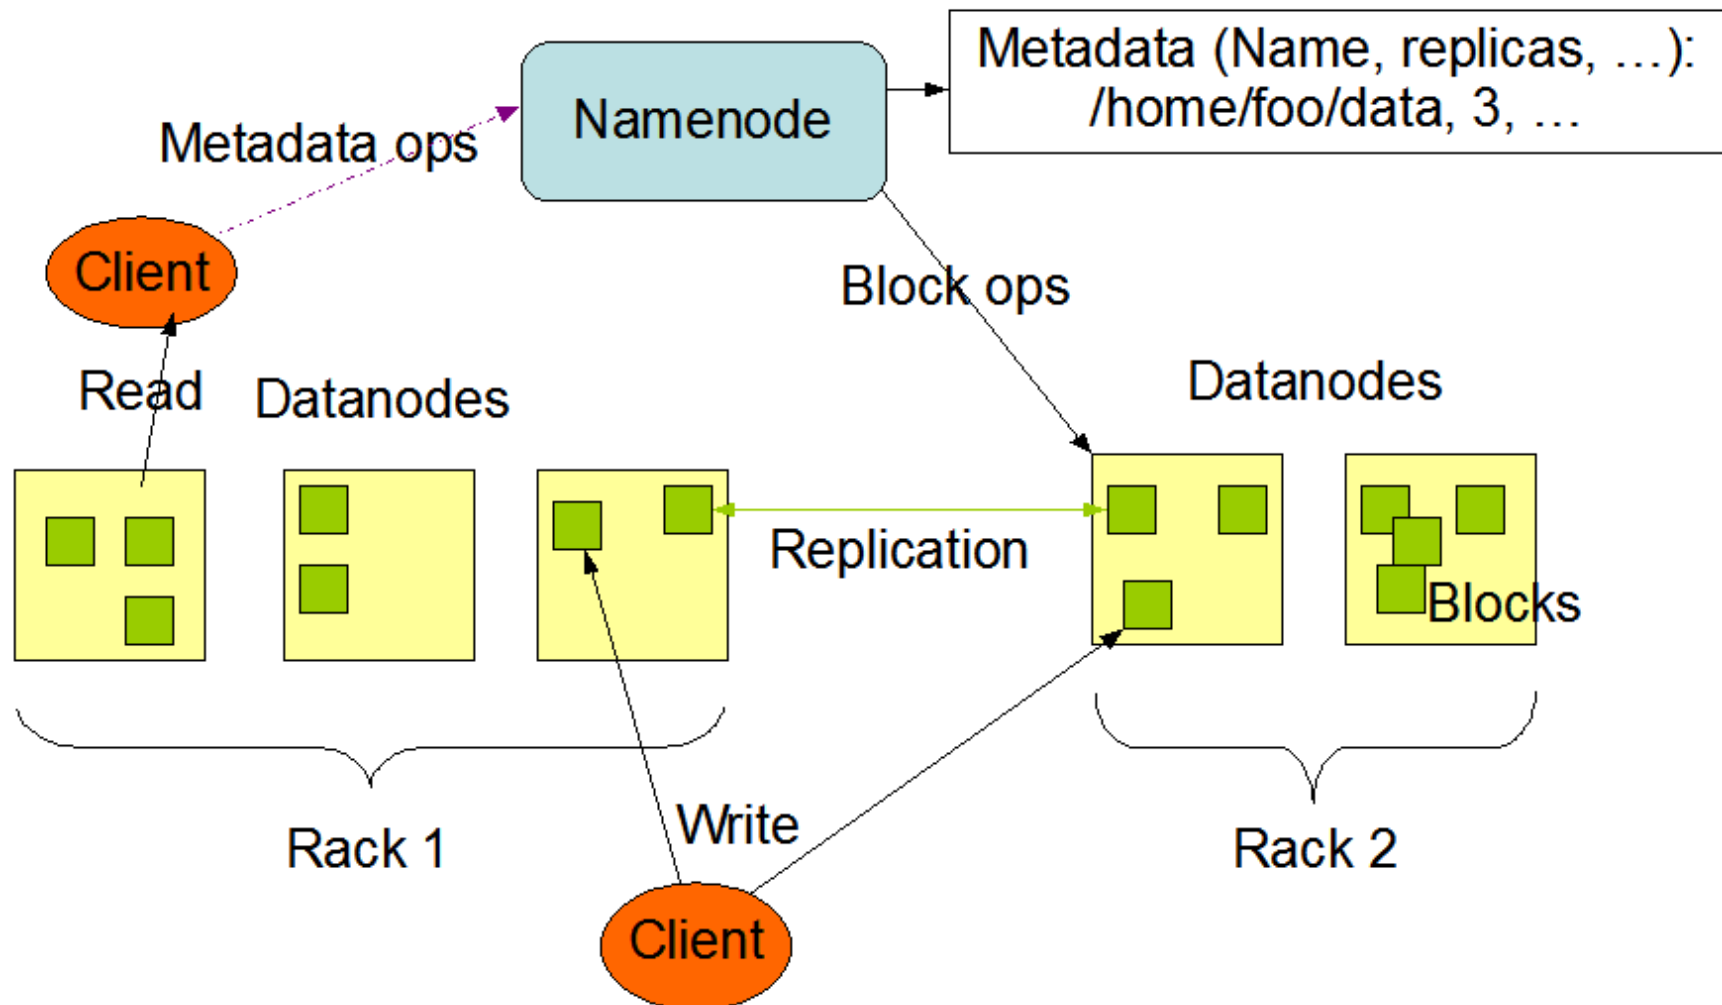 Metadata (Name, replicas, …):
/home/foo/data, 3, …
Namenode
Metadata ops
Client
Block ops
Read
Datanodes
Datanodes
Replication
Blocks
Rack 1
Write
Rack 2
Client